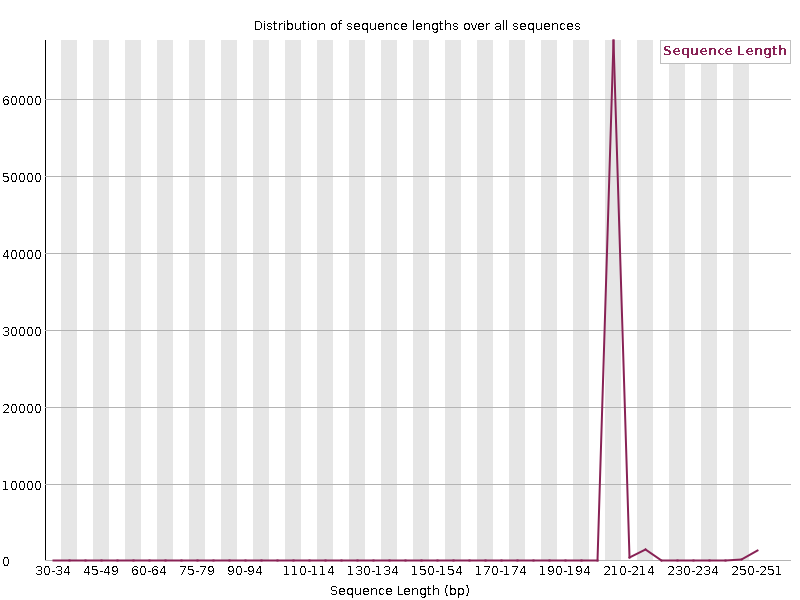 Distribution of sequence lengths over all sequences
Sequence Length
60000
50000
40000
30000
20000
10000
0
30-34 45-49 60-64 75-79 90-94 110-114 130-134 150-154 170-174 190-194 210-214 230-234 250-251
Sequence Length (bp)